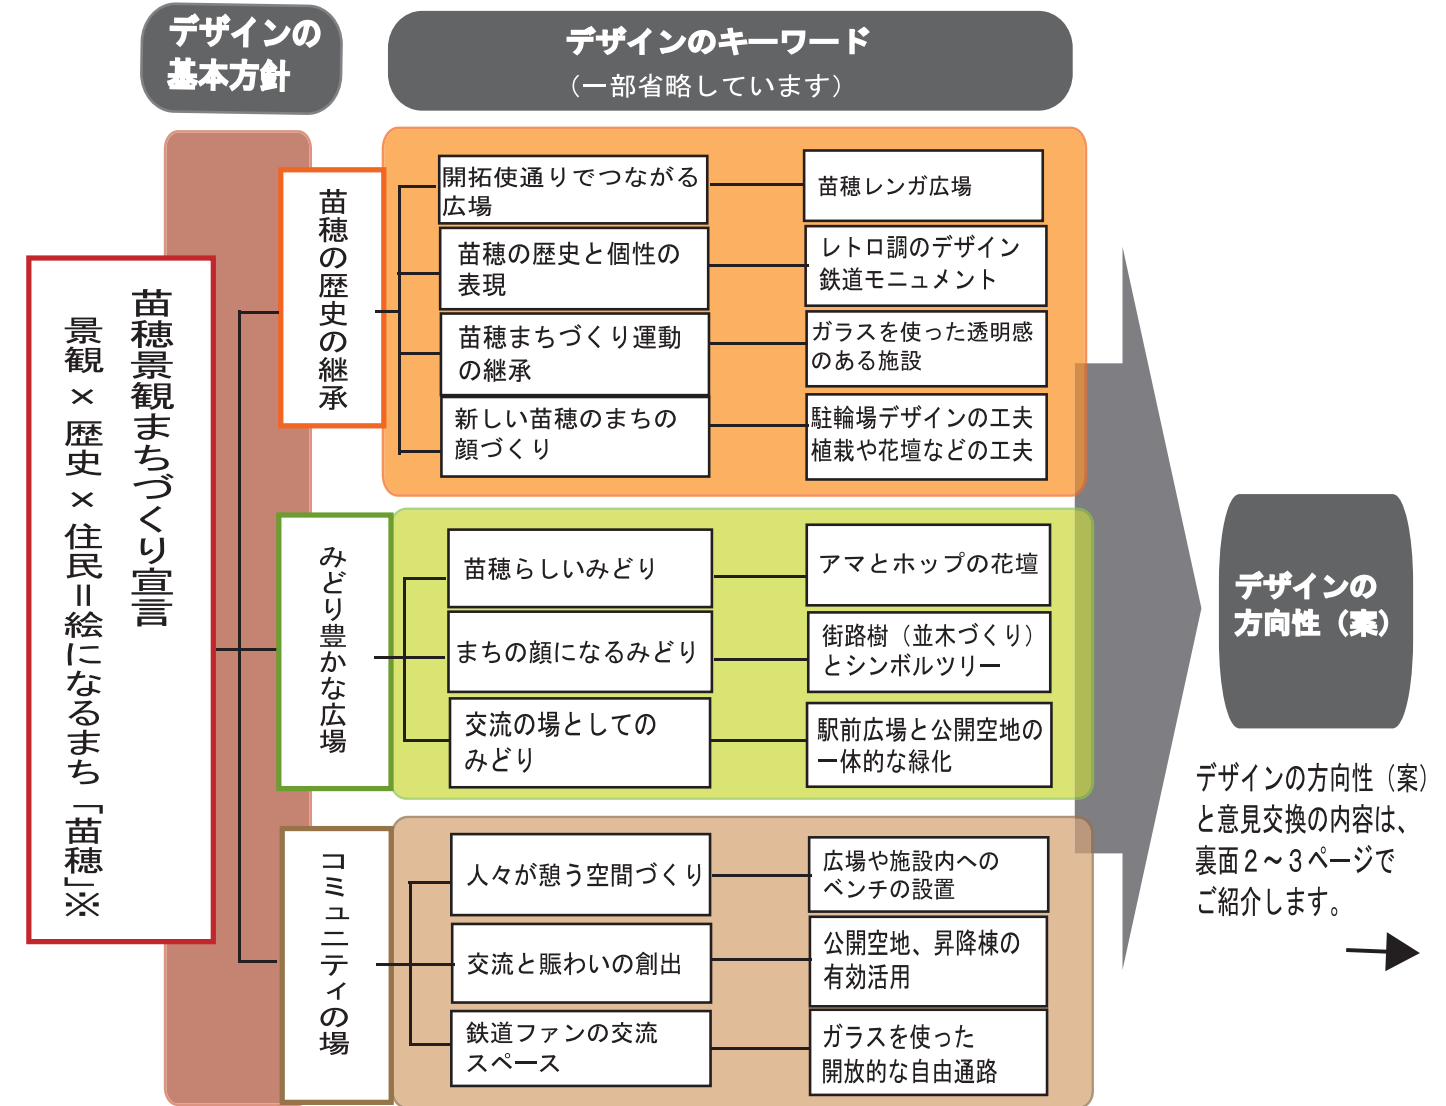 デザインの
基本方針
デザインのキーワード
（一部省略しています）
苗穂景観まちづくり宣言
景観×歴史×住民＝絵になるまち「苗穂」※
苗穂の歴史の継承
開拓使通りでつながる
広場
苗穂レンガ広場
苗穂の歴史と個性の
表現
レトロ調のデザイン
鉄道モニュメント
苗穂まちづくり運動
の継承
ガラスを使った透明感
のある施設
新しい苗穂のまちの
顔づくり
駐輪場デザインの工夫
植栽や花壇などの工夫
みどり豊かな広場
苗穂らしいみどり
アマとホップの花壇
まちの顔になるみどり
街路樹（並木づくり）
とシンボルツリー
交流の場としての
みどり
駅前広場と公開空地の
一体的な緑化
コミュニティの場
人々が憩う空間づくり
広場や施設内への
ベンチの設置
交流と賑わいの創出
公開空地、昇降棟の
有効活用
鉄道ファンの交流
スペース
ガラスを使った
開放的な自由通路
デザインの
方向性（案）
デザインの方向性（案）
と意見交換の内容は、
裏面２～３ページで
ご紹介します。